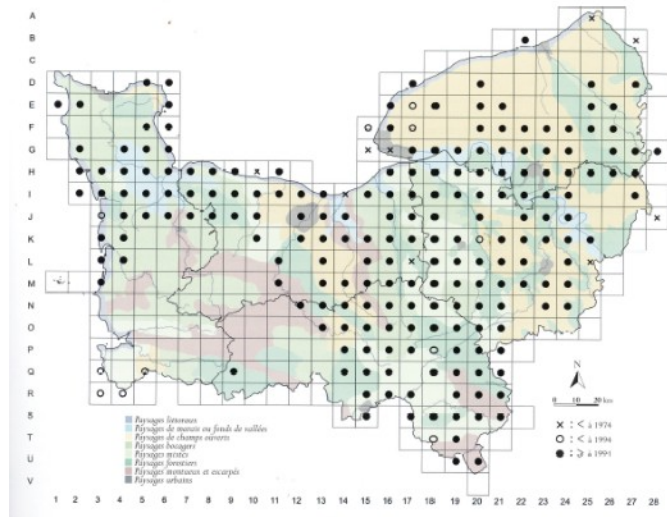 A
B
C
D
E
F
G
H
I
J
K
L
M
N
O
P
Q
R
S
T
U
V
N
0 10 20 km
× : < à 1974
○ : < à 1994
● : ≥ à 1995
Paysages littoraux
Paysages de marais ou fonds de vallées
Paysages de champs ouverts
Paysages bocagers
Paysages mixtes
Paysages forestiers
Paysages montueux et escarpés
Paysages urbains
1 2 3 4 5 6 7 8 9 10 11 12 13 14 15 16 17 18 19 20 21 22 23 24 25 26 27 28